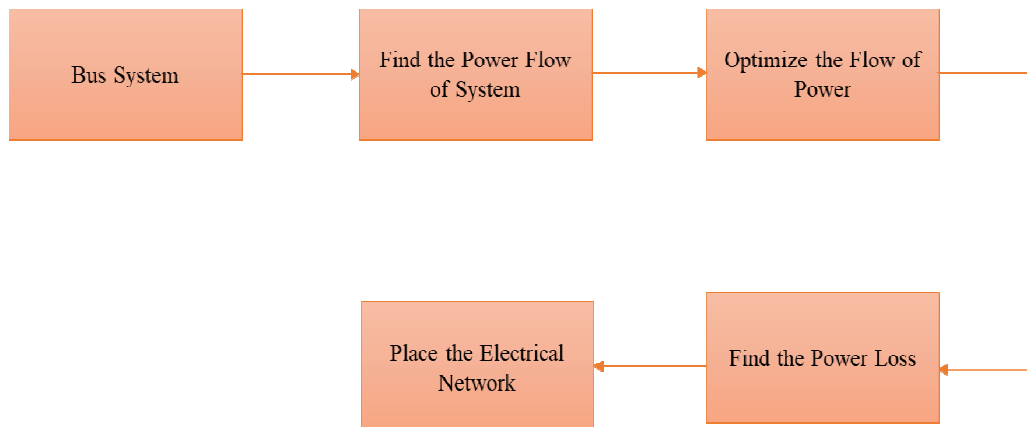 Bus System
Find the Power Flow
of System
Optimize the Flow of
Power
Find the Power Loss
Place the Electrical
Network